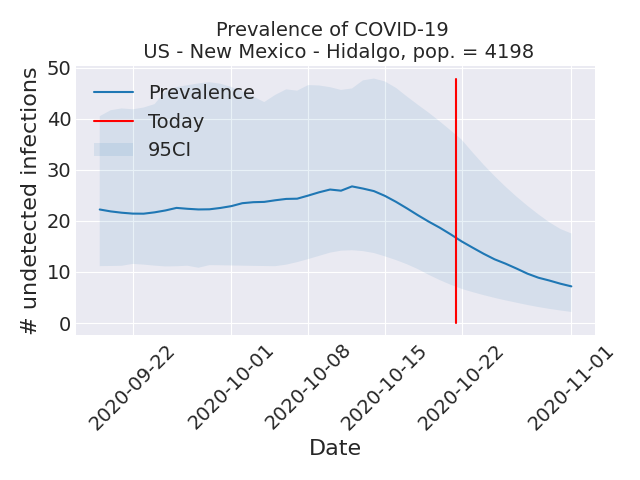 Prevalence of COVID-19
US - New Mexico - Hidalgo, pop. = 4198
# undetected infections
50
40
30
20
10
0
Prevalence
Today
95CI
2020-09-22
2020-10-01
2020-10-08
2020-10-15
2020-10-22
2020-11-01
Date